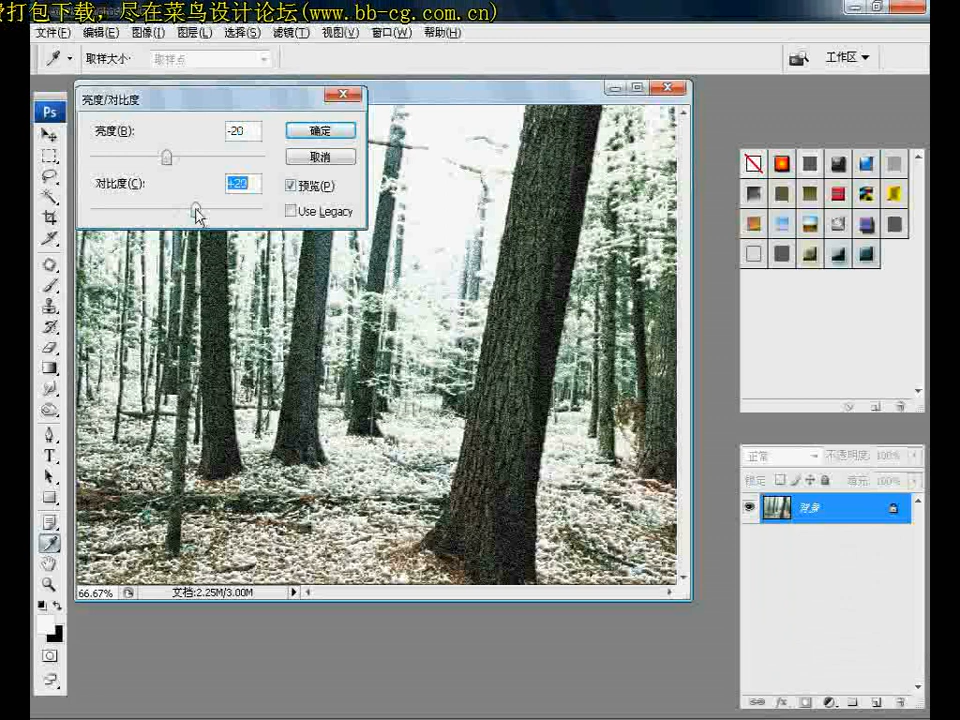 费打包下载，尽在菜鸟设计论坛(www.bb-cg.com.cn)
文件(F) 编辑(E) 图像(I) 图层(L) 选择(S) 滤镜(T) 视图(V) 窗口(W) 帮助(H)
取样大小: 取样点 工作区
Ps
亮度/对比度
亮度(B): -20 确定
取消
对比度(C): +20 预览(P)
Use Legacy
正常 不透明度: 100%
锁定: 填充: 100%
背景
66.67% 文档:2.25M/3.00M